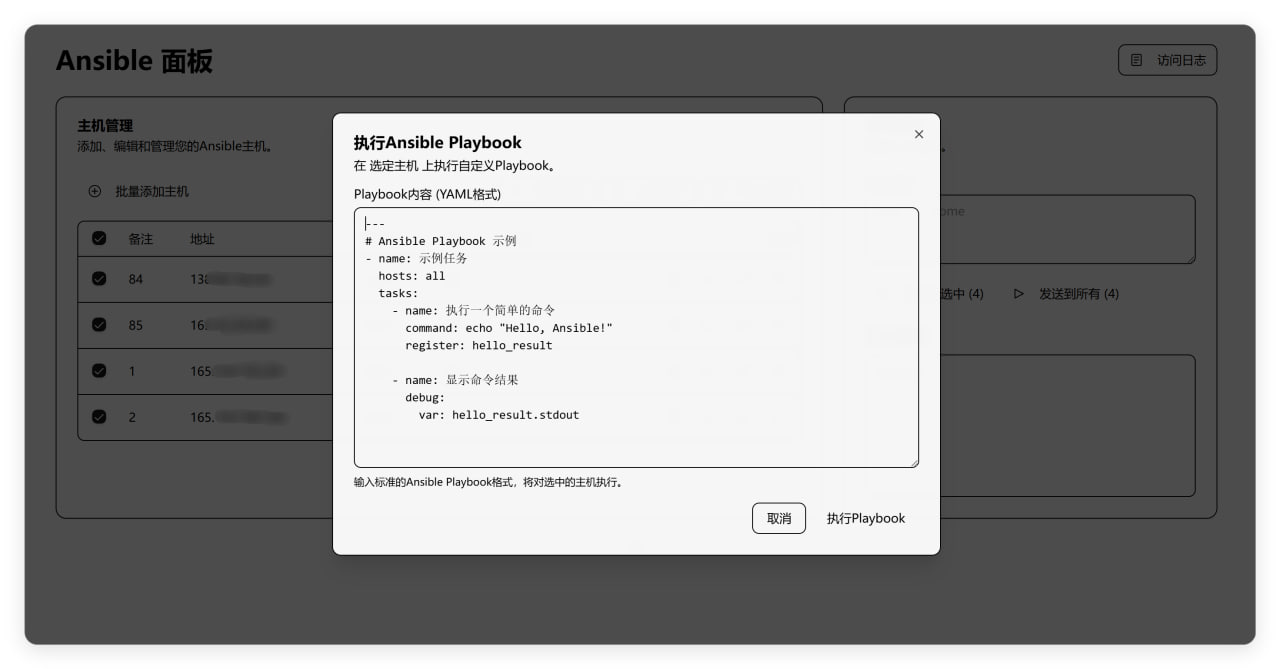 Ansible 面板
访问日志
主机管理
添加、编辑和管理您的Ansible主机。
批量添加主机
备注 地址
84
85
1 165.
2 165.
选中 (4) 发送到所有 (4)
执行Ansible Playbook
在 选定主机 上执行自定义Playbook。
Playbook内容 (YAML格式)
---
# Ansible Playbook 示例
- name: 示例任务
  hosts: all
  tasks:
    - name: 执行一个简单的命令
      command: echo "Hello, Ansible!"
      register: hello_result
    - name: 显示命令结果
      debug:
        var: hello_result.stdout
输入标准的Ansible Playbook格式，将对选中的主机执行。
取消 执行Playbook